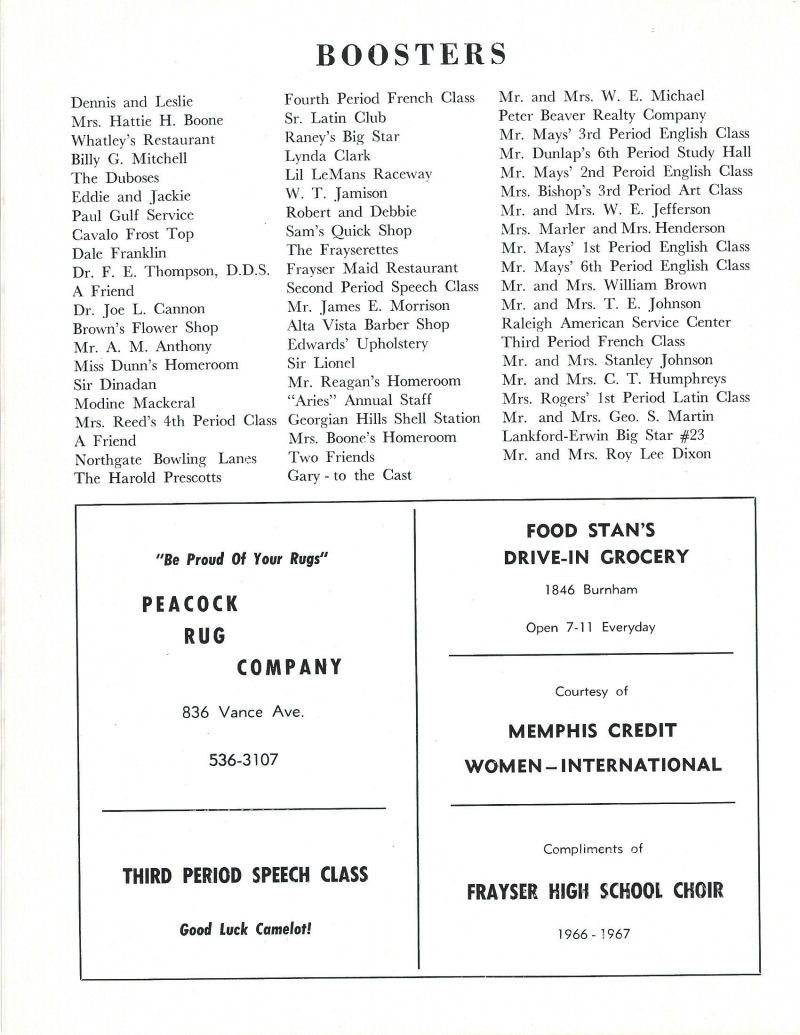 BOOSTERS
Dennis and Leslie
Mrs. Hattie H. Boone
Whatley's Restaurant
Billy G. Mitchell
The Duboses
Eddie and Jackie
Paul Gulf Service
Cavalo Frost Top
Dale Franklin
Dr. F. E. Thompson, D.D.S.
A Friend
Dr. Joe L. Cannon
Brown's Flower Shop
Mr. A. M. Anthony
Miss Dunn's Homeroom
Sir Dinadan
Modine Mackeral
Mrs. Reed's 4th Period Class
A Friend
Northgate Bowling Lanes
The Harold Prescotts
Fourth Period French Class
Sr. Latin Club
Raney's Big Star
Lynda Clark
Lil LeMans Raceway
W. T. Jamison
Robert and Debbie
Sam's Quick Shop
The Frayserettes
Frayser Maid Restaurant
Second Period Speech Class
Mr. James E. Morrison
Alta Vista Barber Shop
Edwards' Upholstery
Sir Lionel
Mr. Reagan's Homeroom
"Aries" Annual Staff
Georgian Hills Shell Station
Mrs. Boone's Homeroom
Two Friends
Gary - to the Cast
Mr. and Mrs. W. E. Michael
Peter Beaver Realty Company
Mr. Mays' 3rd Period English Class
Mr. Dunlap's 6th Period Study Hall
Mr. Mays' 2nd Peroid English Class
Mrs. Bishop's 3rd Period Art Class
Mr. and Mrs. W. E. Jefferson
Mrs. Marler and Mrs. Henderson
Mr. Mays' 1st Period English Class
Mr. Mays' 6th Period English Class
Mr. and Mrs. William Brown
Mr. and Mrs. T. E. Johnson
Raleigh American Service Center
Third Period French Class
Mr. and Mrs. Stanley Johnson
Mr. and Mrs. C. T. Humphreys
Mrs. Rogers' 1st Period Latin Class
Mr. and Mrs. Geo. S. Martin
Lankford-Erwin Big Star #23
Mr. and Mrs. Roy Lee Dixon
"Be Proud Of Your Rugs"
PEACOCK
RUG
COMPANY
836 Vance Ave.
536-3107
THIRD PERIOD SPEECH CLASS
Good Luck Camelot!
FOOD STAN'S
DRIVE-IN GROCERY
1846 Burnham
Open 7-11 Everyday
Courtesy of
MEMPHIS CREDIT
WOMEN – INTERNATIONAL
Compliments of
FRAYSER HIGH SCHOOL CHOIR
1966 - 1967